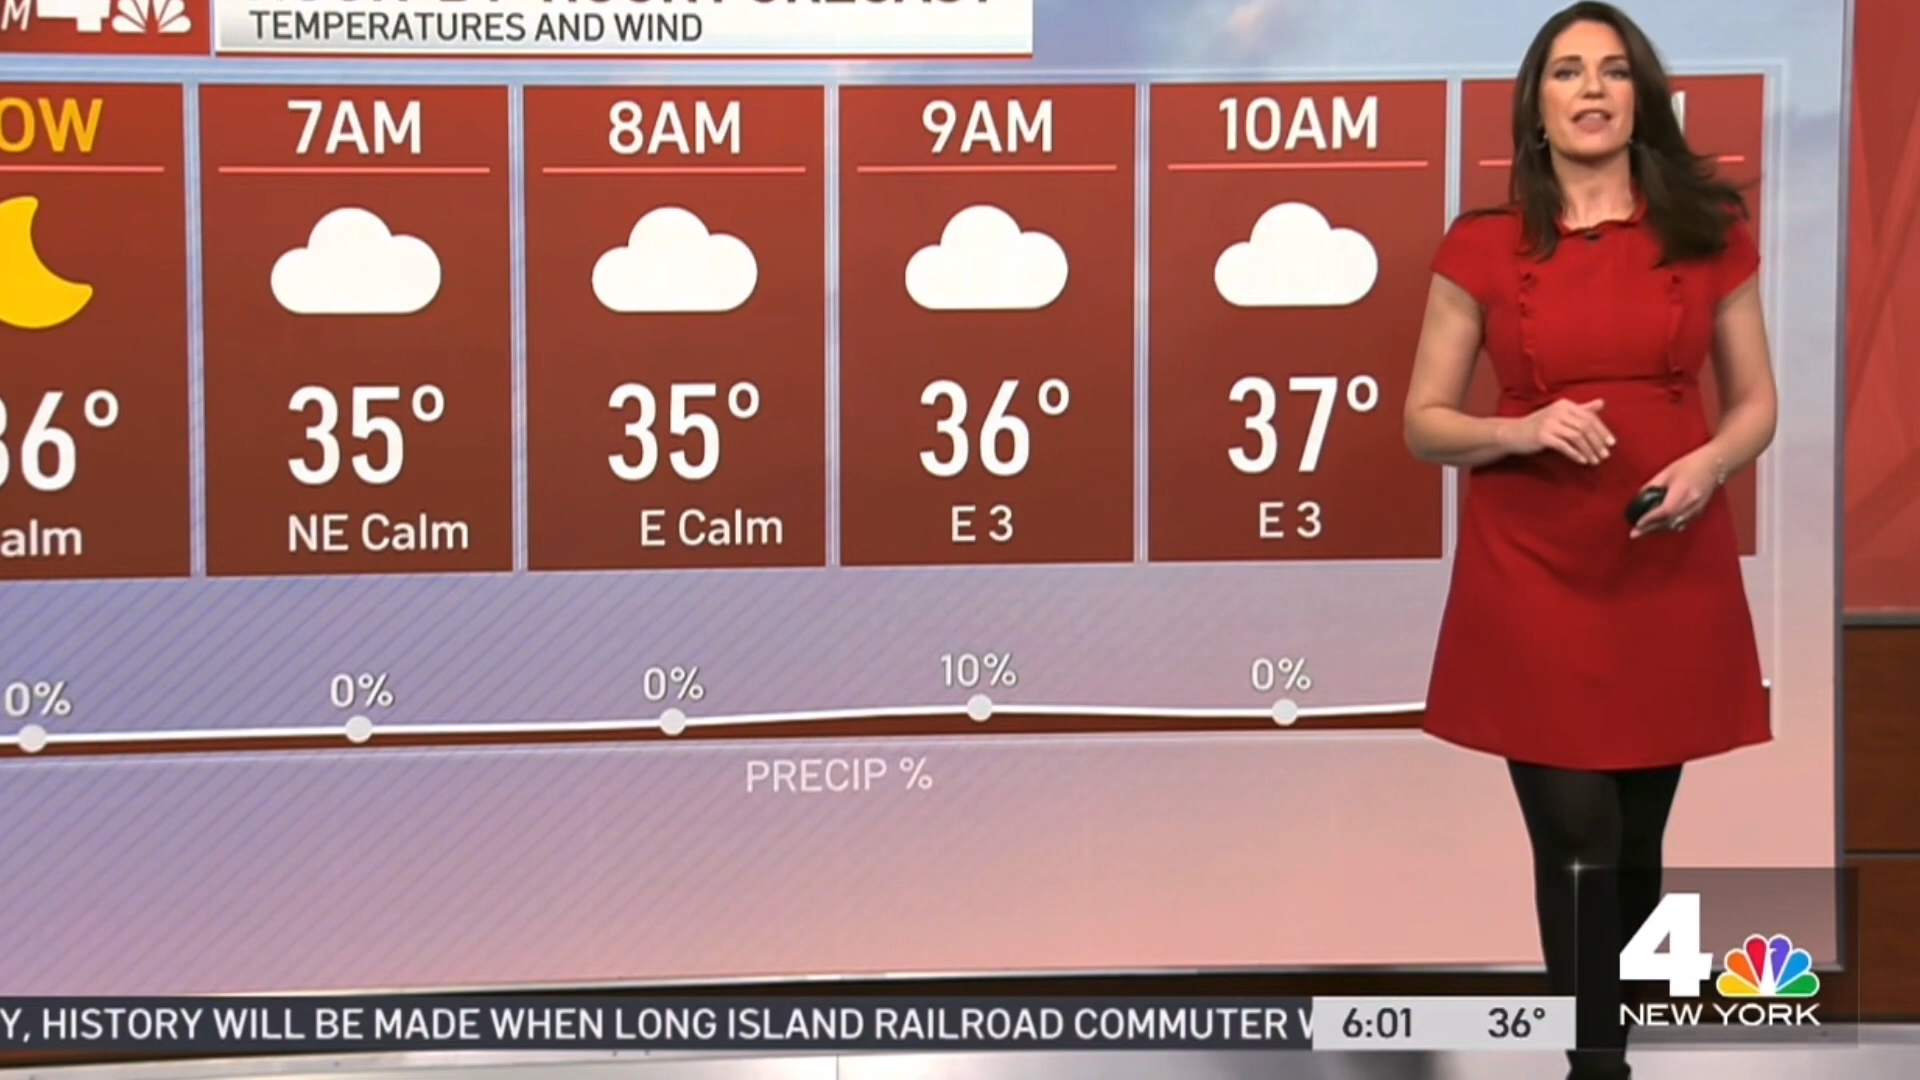 4
TEMPERATURES AND WIND
7AM 8AM 9AM 10AM
35° 35° 36° 37°
NE Calm E Calm E 3 E 3
0% 0% 0% 10% 0%
PRECIP %
HISTORY WILL BE MADE WHEN LONG ISLAND RAILROAD COMMUTER
6:01 36°
4
NEW YORK